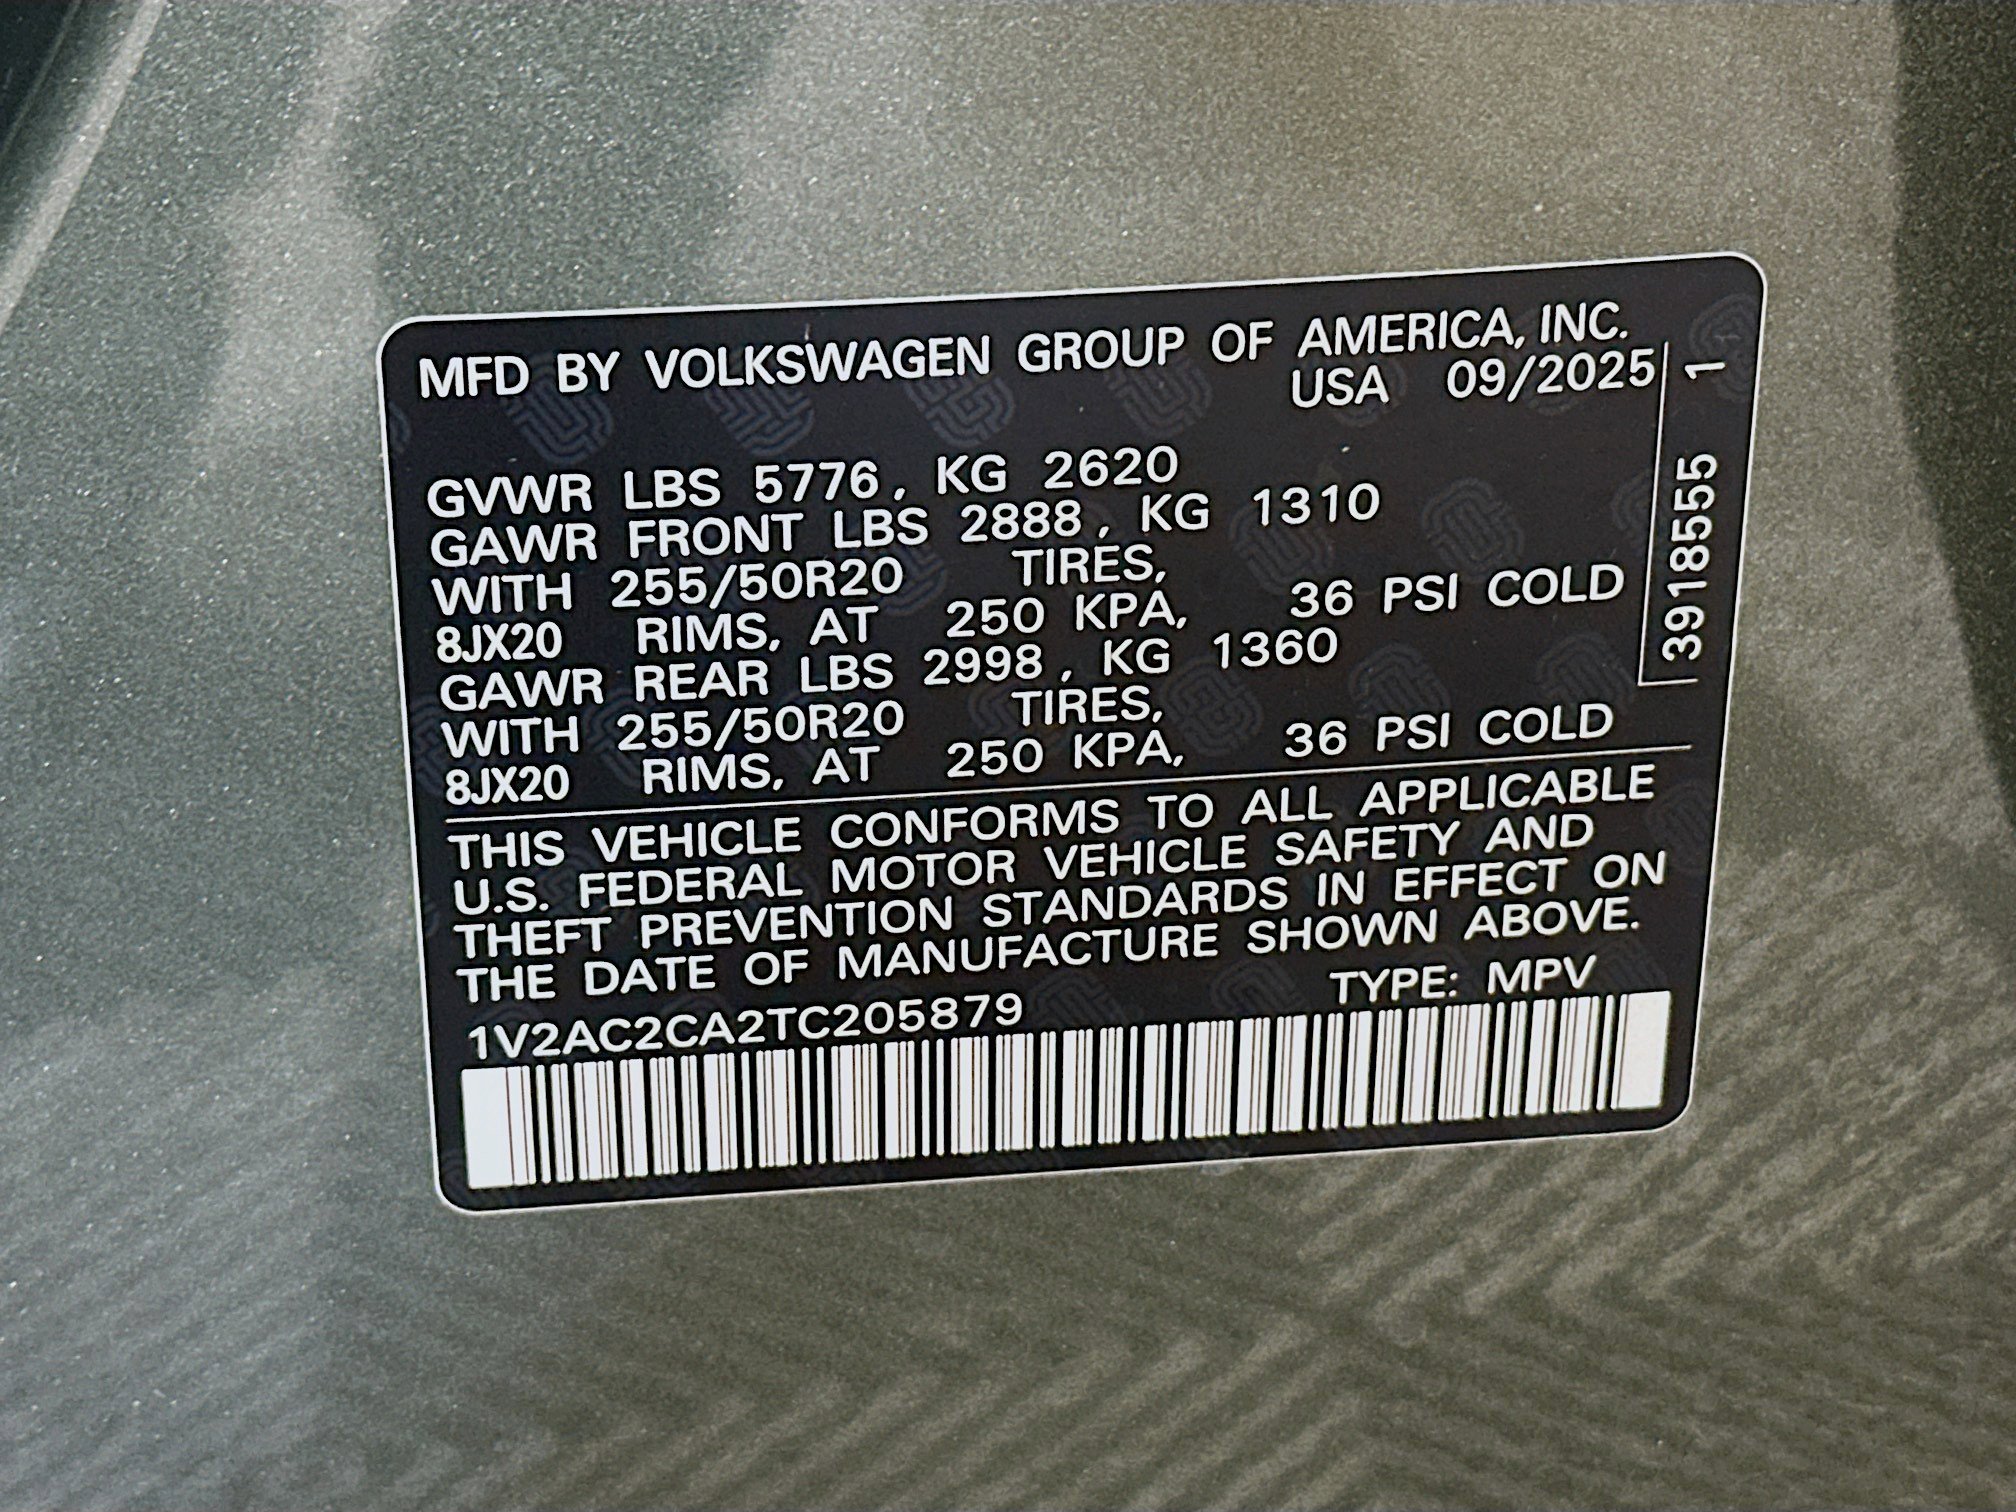 MFD BY VOLKSWAGEN GROUP OF AMERICA, INC.
USA 09/2025
GVWR LBS 5776, KG 2620
GAWR FRONT LBS 2888, KG 1310
WITH 255/50R20 TIRES,
8JX20 RIMS, AT 250 KPA, 36 PSI COLD
GAWR REAR LBS 2998, KG 1360
WITH 255/50R20 TIRES,
8JX20 RIMS, AT 250 KPA, 36 PSI COLD
THIS VEHICLE CONFORMS TO ALL APPLICABLE
U.S. FEDERAL MOTOR VEHICLE SAFETY AND
THEFT PREVENTION STANDARDS IN EFFECT ON
THE DATE OF MANUFACTURE SHOWN ABOVE.
1V2AC2CA2TC205879 TYPE: MPV
3918555 1